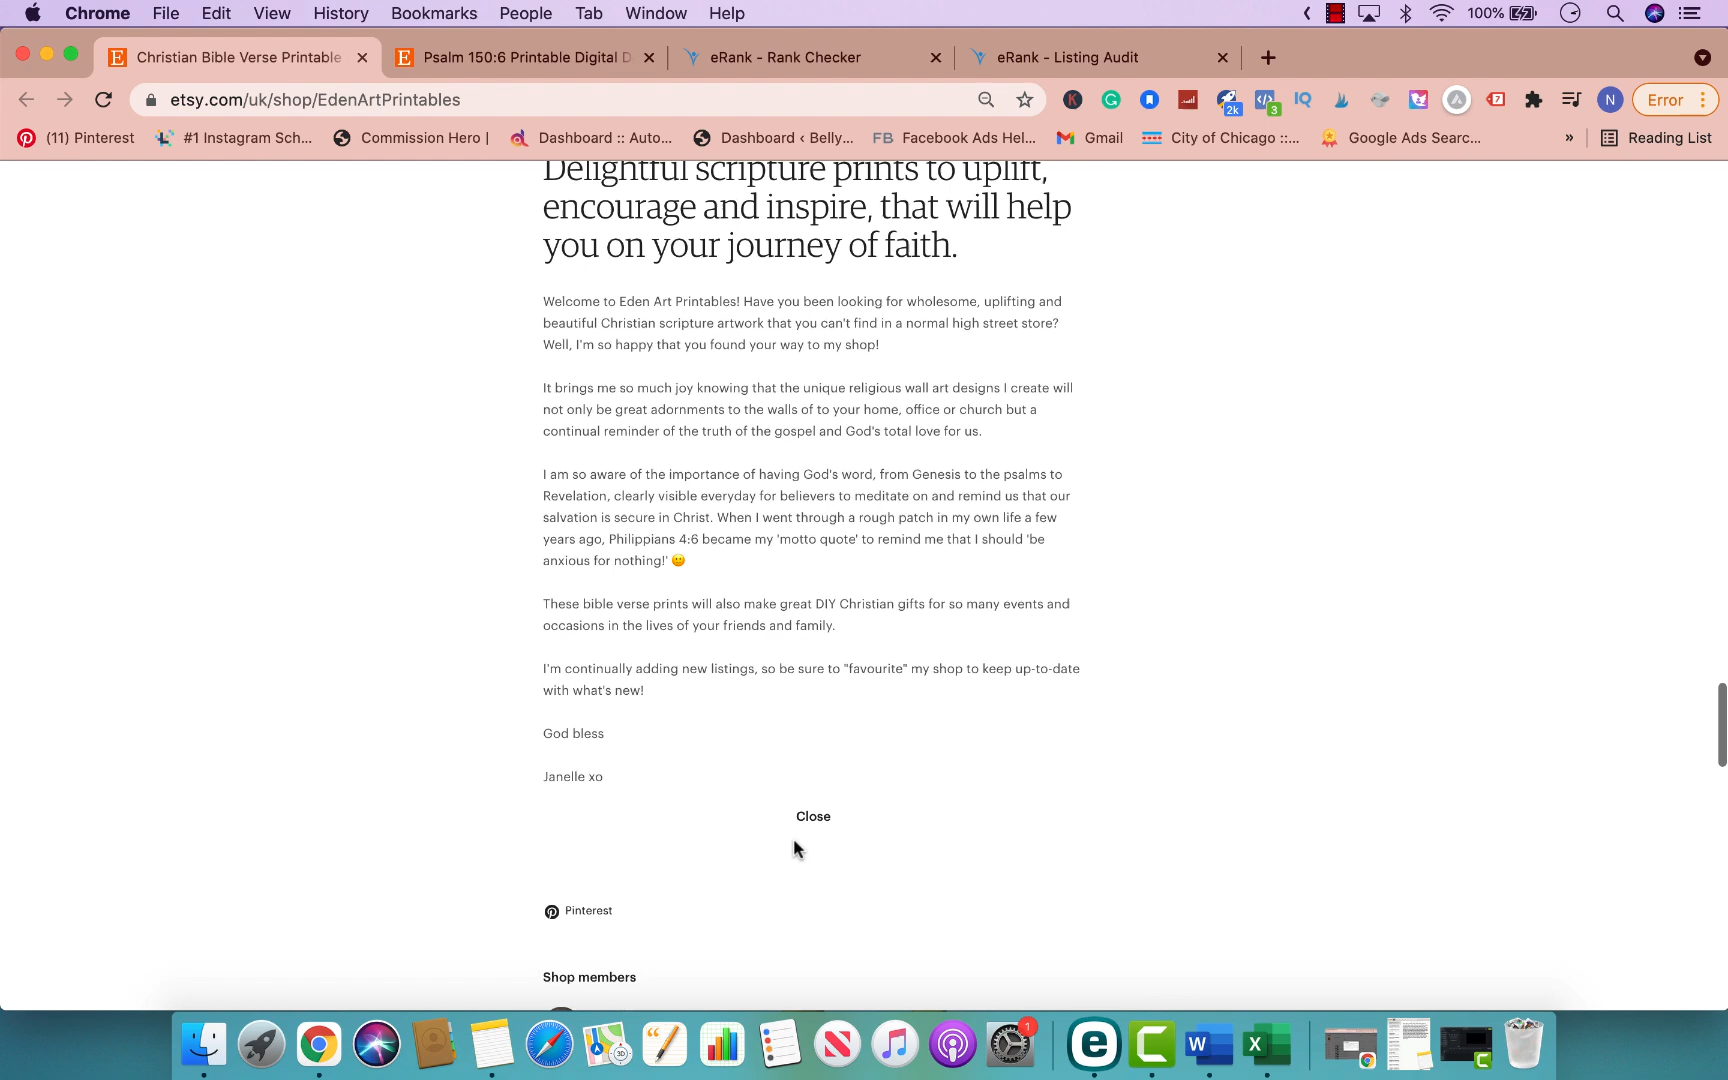 Chrome File Edit View History Bookmarks People Tab Window Help 100%
Christian Bible Verse Printable
Psalm 150:6 Printable Digital D
eRank - Rank Checker
eRank - Listing Audit
etsy.com/uk/shop/EdenArtPrintables
2k 3 IQ 7 N Error
(11) Pinterest #1 Instagram Sch... Commission Hero | Dashboard :: Auto... Dashboard ‹ Belly... FB Facebook Ads Hel... Gmail City of Chicago ::... Google Ads Searc... » Reading List
Delightful scripture prints to uplift,
encourage and inspire, that will help
you on your journey of faith.
Welcome to Eden Art Printables! Have you been looking for wholesome, uplifting and
beautiful Christian scripture artwork that you can't find in a normal high street store?
Well, I'm so happy that you found your way to my shop!
It brings me so much joy knowing that the unique religious wall art designs I create will
not only be great adornments to the walls of to your home, office or church but a
continual reminder of the truth of the gospel and God's total love for us.
I am so aware of the importance of having God's word, from Genesis to the psalms to
Revelation, clearly visible everyday for believers to meditate on and remind us that our
salvation is secure in Christ. When I went through a rough patch in my own life a few
years ago, Philippians 4:6 became my 'motto quote' to remind me that I should 'be
anxious for nothing!' 🙂
These bible verse prints will also make great DIY Christian gifts for so many events and
occasions in the lives of your friends and family.
I'm continually adding new listings, so be sure to "favourite" my shop to keep up-to-date
with what's new!
God bless
Janelle xo
Close
Pinterest
Shop members
3D
1